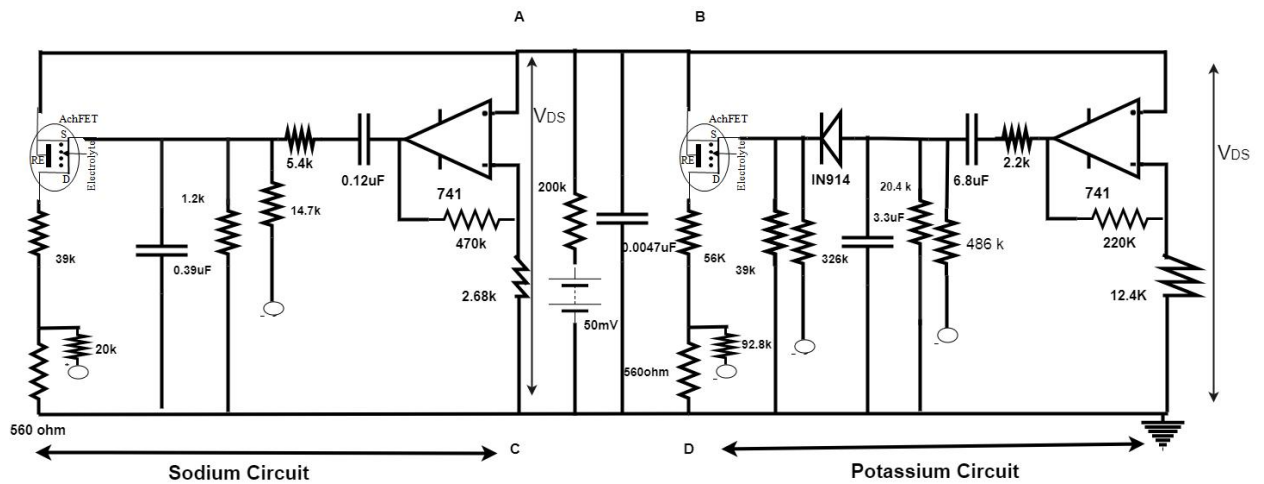 A
B
AchFET
S
RE
D
Electrolyte
5.4k
0.12uF
741
VDS
1.2k
14.7k
470k
200k
39k
0.39uF
2.68k
0.0047uF
50mV
20k
560 ohm
C
Sodium Circuit
AchFET
S
RE
D
Electrolyte
IN914
6.8uF
2.2k
741
VDS
20.4 k
3.3uF
486 k
220K
56K
39k
326k
12.4K
92.8k
560ohm
D
Potassium Circuit